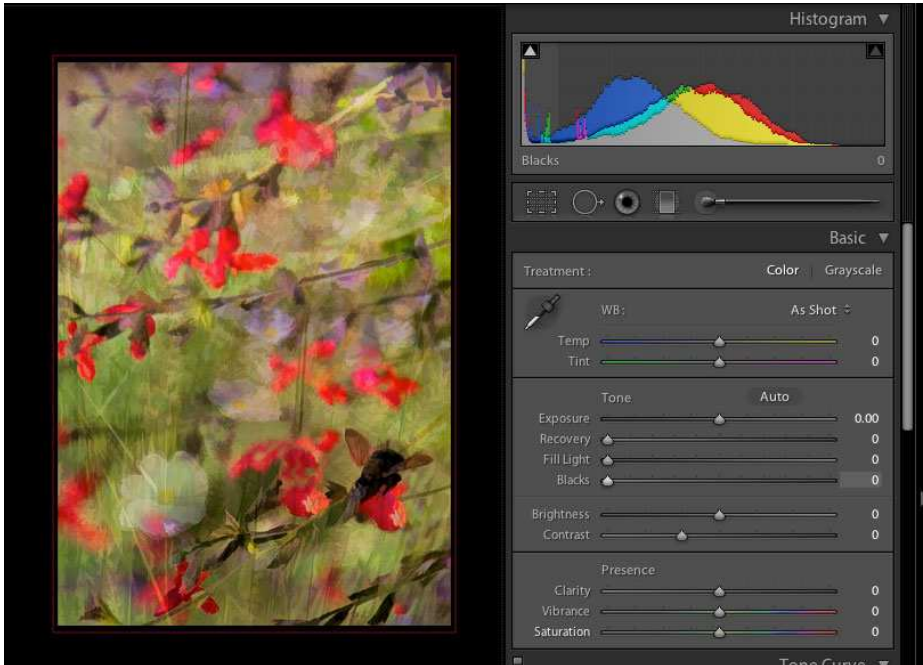 Histogram
Blacks 0
Basic
Treatment : Color Grayscale
WB: As Shot
Temp 0
Tint 0
Tone Auto
Exposure 0.00
Recovery 0
Fill Light 0
Blacks 0
Brightness 0
Contrast 0
Presence
Clarity 0
Vibrance 0
Saturation 0
Tone Curve